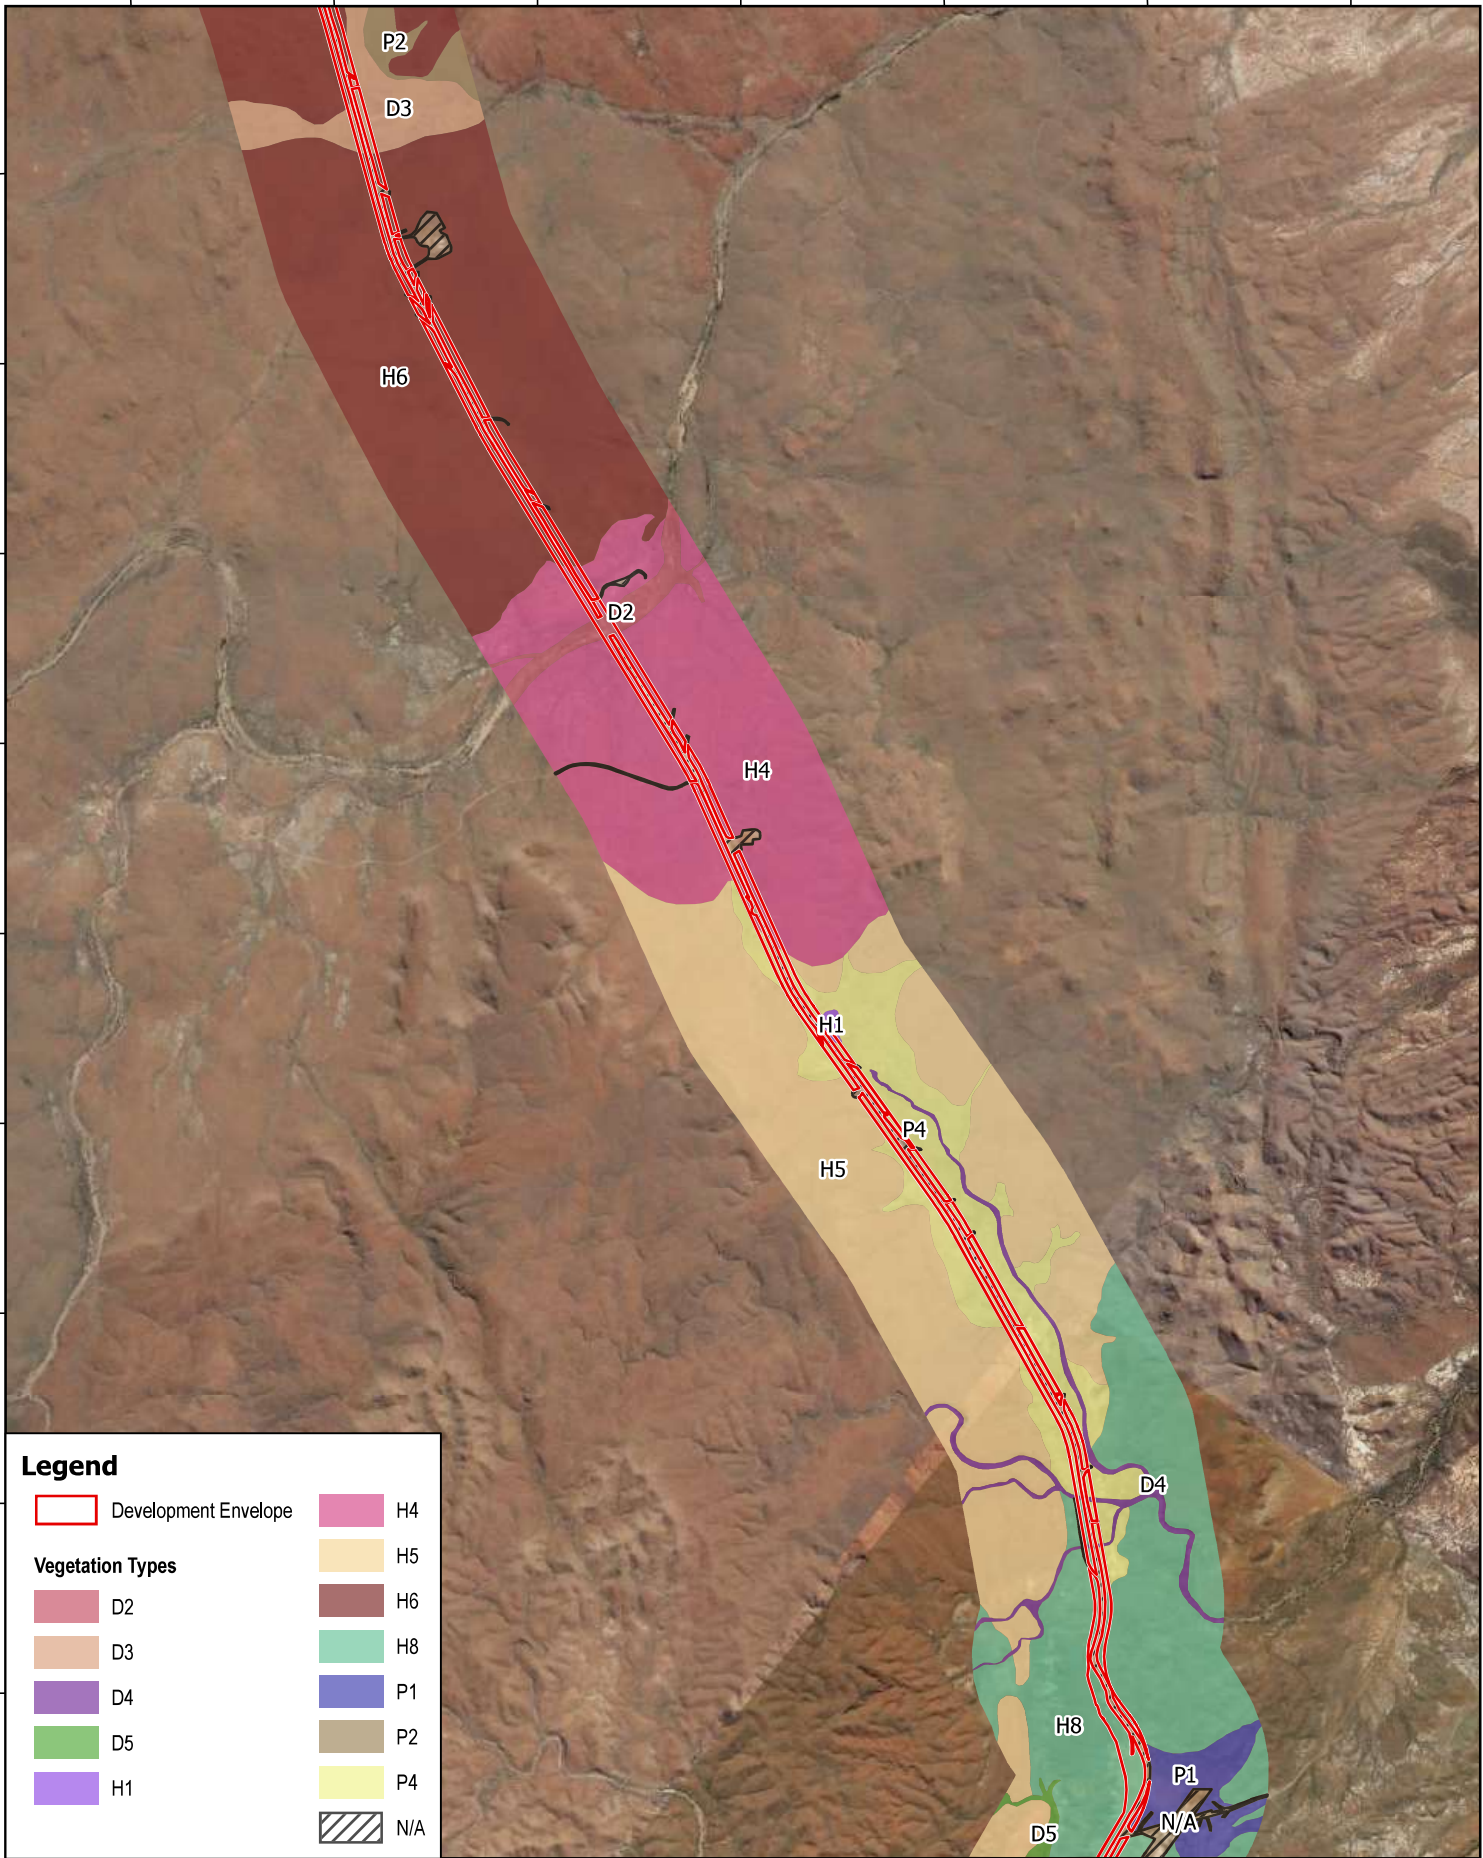 P2
D3
H6
D2
H4
H1
P4
H5
D4
H8
P1
N/A
D5
Legend
Development Envelope
Vegetation Types
D2
D3
D4
D5
H1
H4
H5
H6
H8
P1
P2
P4
N/A